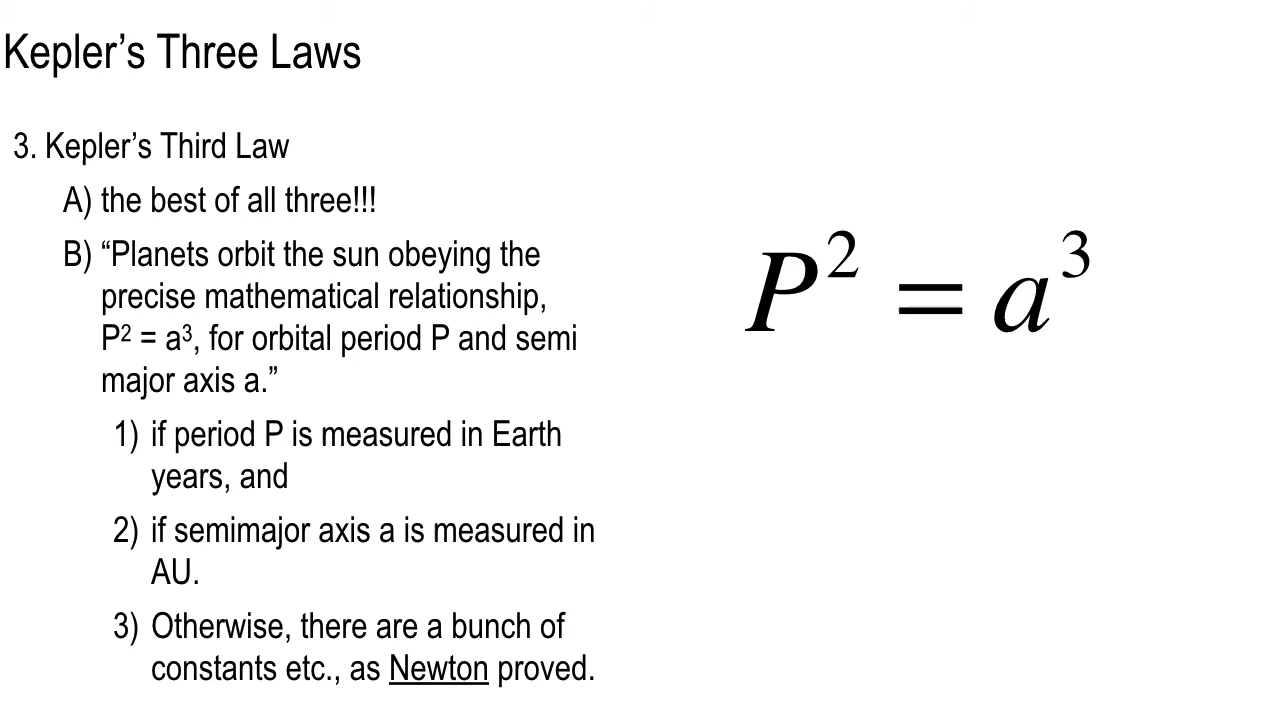 Kepler’s Three Laws
3. Kepler’s Third Law
A) the best of all three!!!
B) “Planets orbit the sun obeying the
precise mathematical relationship,
P² = a³, for orbital period P and semi
major axis a.”
1) if period P is measured in Earth
years, and
2) if semimajor axis a is measured in
AU.
3) Otherwise, there are a bunch of
constants etc., as Newton proved.
P² = a³